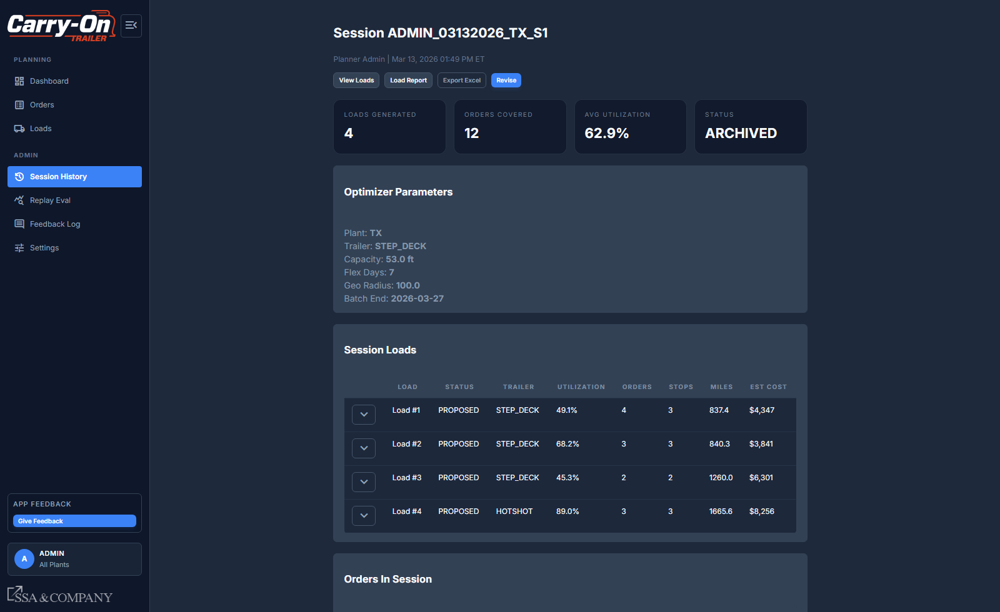 Carry-On
TRAILER
PLANNING
Dashboard
Orders
Loads
ADMIN
Session History
Replay Eval
Feedback Log
Settings
APP FEEDBACK
Give Feedback
A
ADMIN
All Plants
SSA & COMPANY
Session ADMIN_03132026_TX_S1
Planner Admin | Mar 13, 2026 01:49 PM ET
View Loads Load Report Export Excel Revise
LOADS GENERATED ORDERS COVERED AVG UTILIZATION STATUS
4 12 62.9% ARCHIVED
Optimizer Parameters
Plant: TX
Trailer: STEP_DECK
Capacity: 53.0 ft
Flex Days: 7
Geo Radius: 100.0
Batch End: 2026-03-27
Session Loads
LOAD STATUS TRAILER UTILIZATION ORDERS STOPS MILES EST COST
Load #1 PROPOSED STEP_DECK 49.1% 4 3 837.4 $4,347
Load #2 PROPOSED STEP_DECK 68.2% 3 3 840.3 $3,841
Load #3 PROPOSED STEP_DECK 45.3% 2 2 1260.0 $6,301
Load #4 PROPOSED HOTSHOT 89.0% 3 3 1665.6 $8,256
Orders In Session